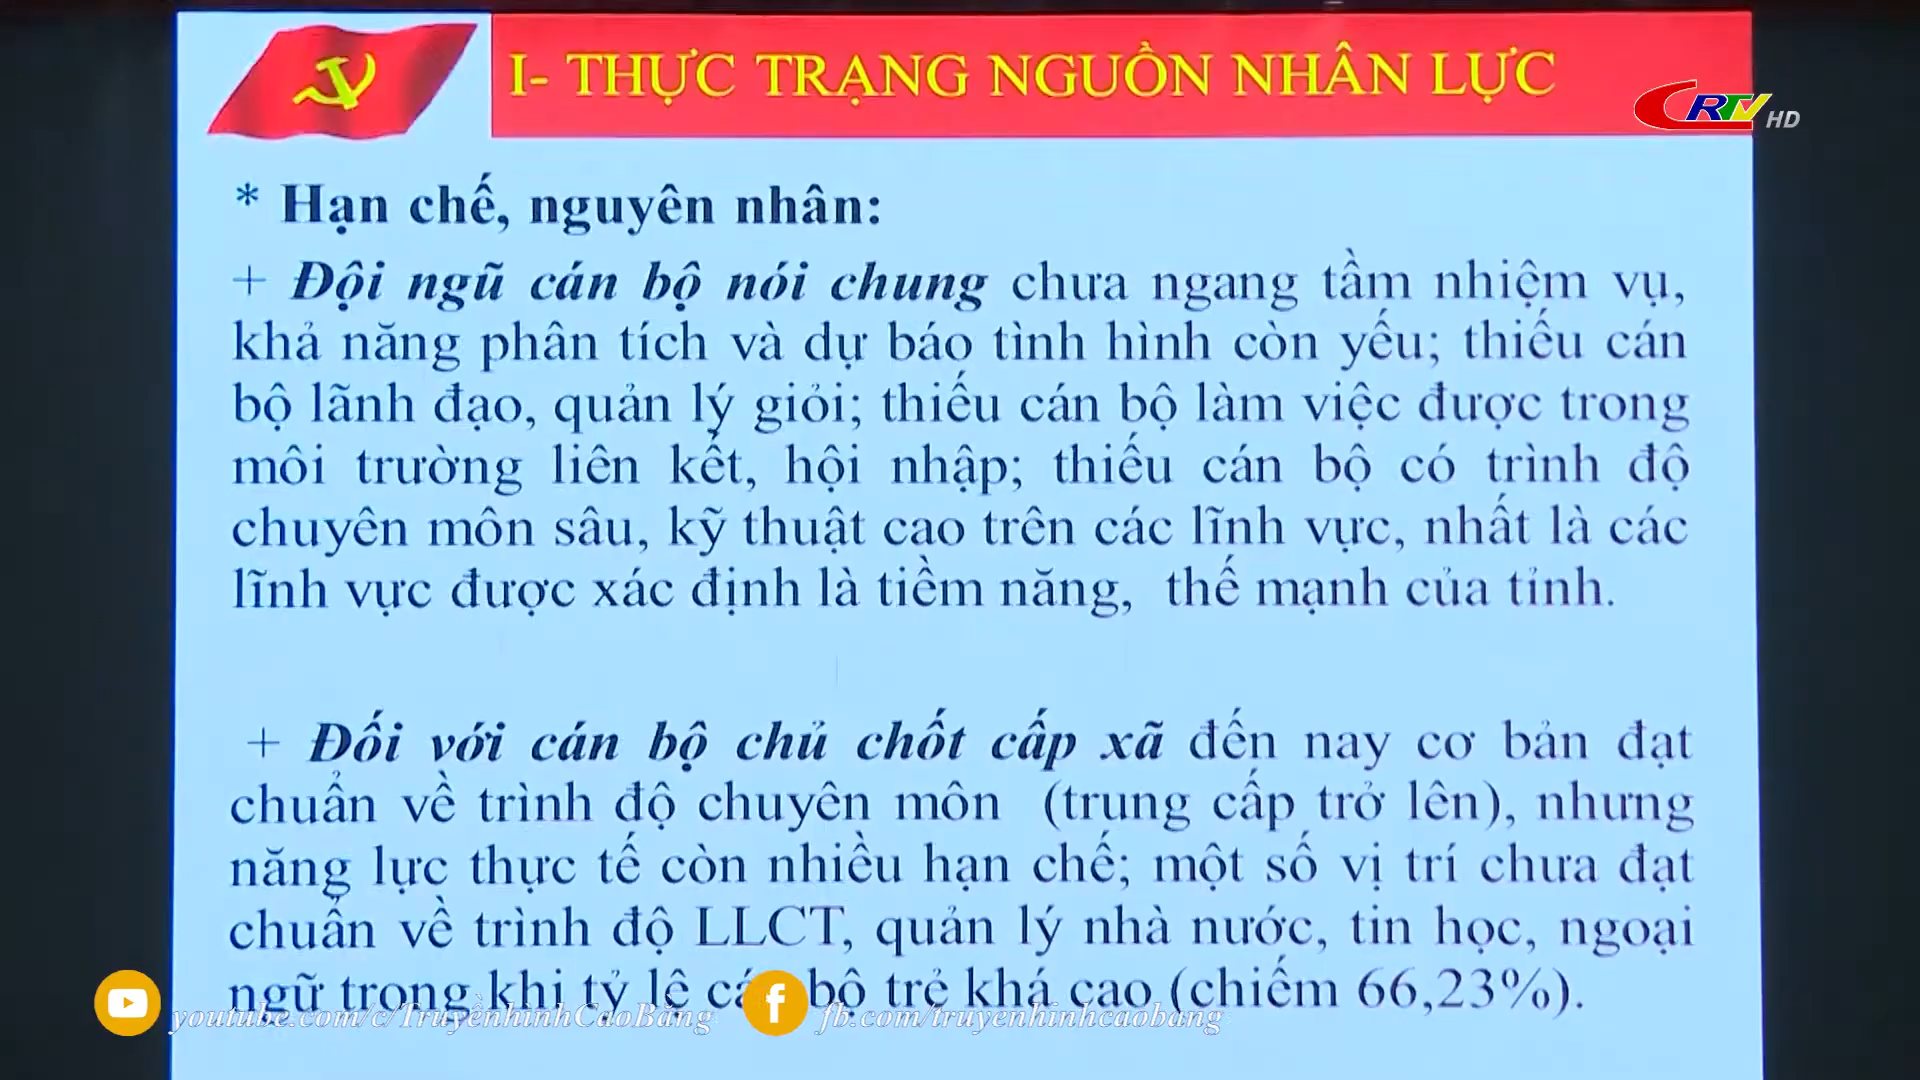 I- THỰC TRẠNG NGUỒN NHÂN LỰC
CRTV HD
* Hạn chế, nguyên nhân:
+ Đội ngũ cán bộ nói chung chưa ngang tầm nhiệm vụ,
khả năng phân tích và dự báo tình hình còn yếu; thiếu cán
bộ lãnh đạo, quản lý giỏi; thiếu cán bộ làm việc được trong
môi trường liên kết, hội nhập; thiếu cán bộ có trình độ
chuyên môn sâu, kỹ thuật cao trên các lĩnh vực, nhất là các
lĩnh vực được xác định là tiềm năng, thế mạnh của tỉnh.
+ Đối với cán bộ chủ chốt cấp xã đến nay cơ bản đạt
chuẩn về trình độ chuyên môn (trung cấp trở lên), nhưng
năng lực thực tế còn nhiều hạn chế; một số vị trí chưa đạt
chuẩn về trình độ LLCT, quản lý nhà nước, tin học, ngoại
ngữ trong khi tỷ lệ cán bộ trẻ khá cao (chiếm 66,23%).
youtube.com/c/TruyềnhìnhCaoBằng
fb.com/truyenhinhcaobang